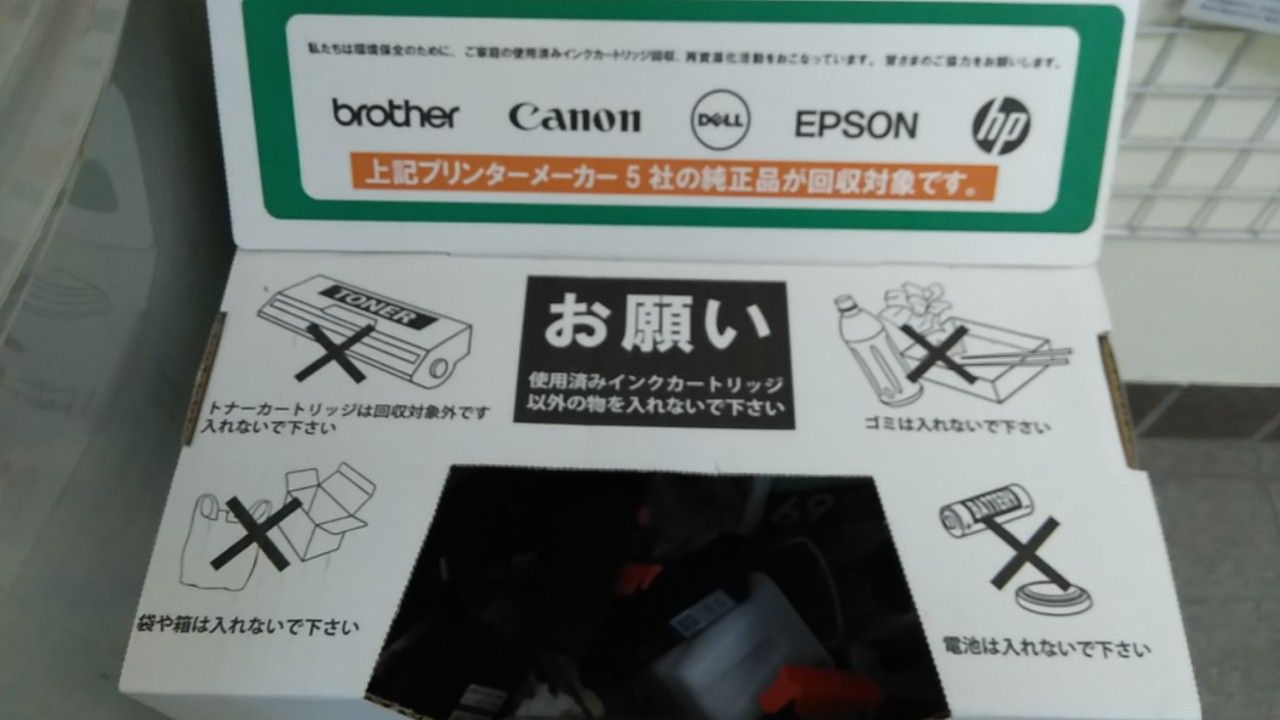 私たちは環境保全のために、ご家庭の使用済みインクカートリッジ回収、再資源化活動をおこなっています。皆さまのご協力をお願いします。
brother Canon DELL EPSON hp
上記プリンターメーカー5社の純正品が回収対象です。
TONER
トナーカートリッジは回収対象外です
入れないで下さい
お願い
使用済みインクカートリッジ
以外の物を入れないで下さい
ゴミは入れないで下さい
袋や箱は入れないで下さい
電池は入れないで下さい
69